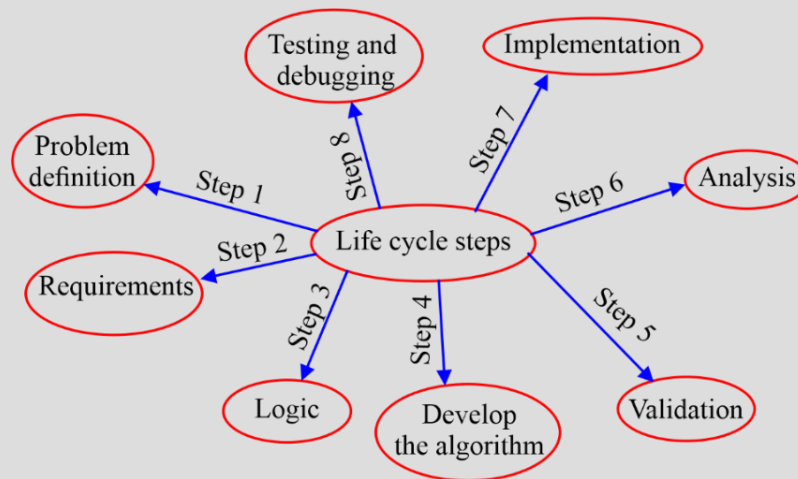 Testing and
debugging
Implementation
Step 8
Step 7
Problem
definition
Step 1
Step 6
Analysis
Life cycle steps
Step 2
Requirements
Step 3
Step 4
Step 5
Logic
Develop
the algorithm
Validation